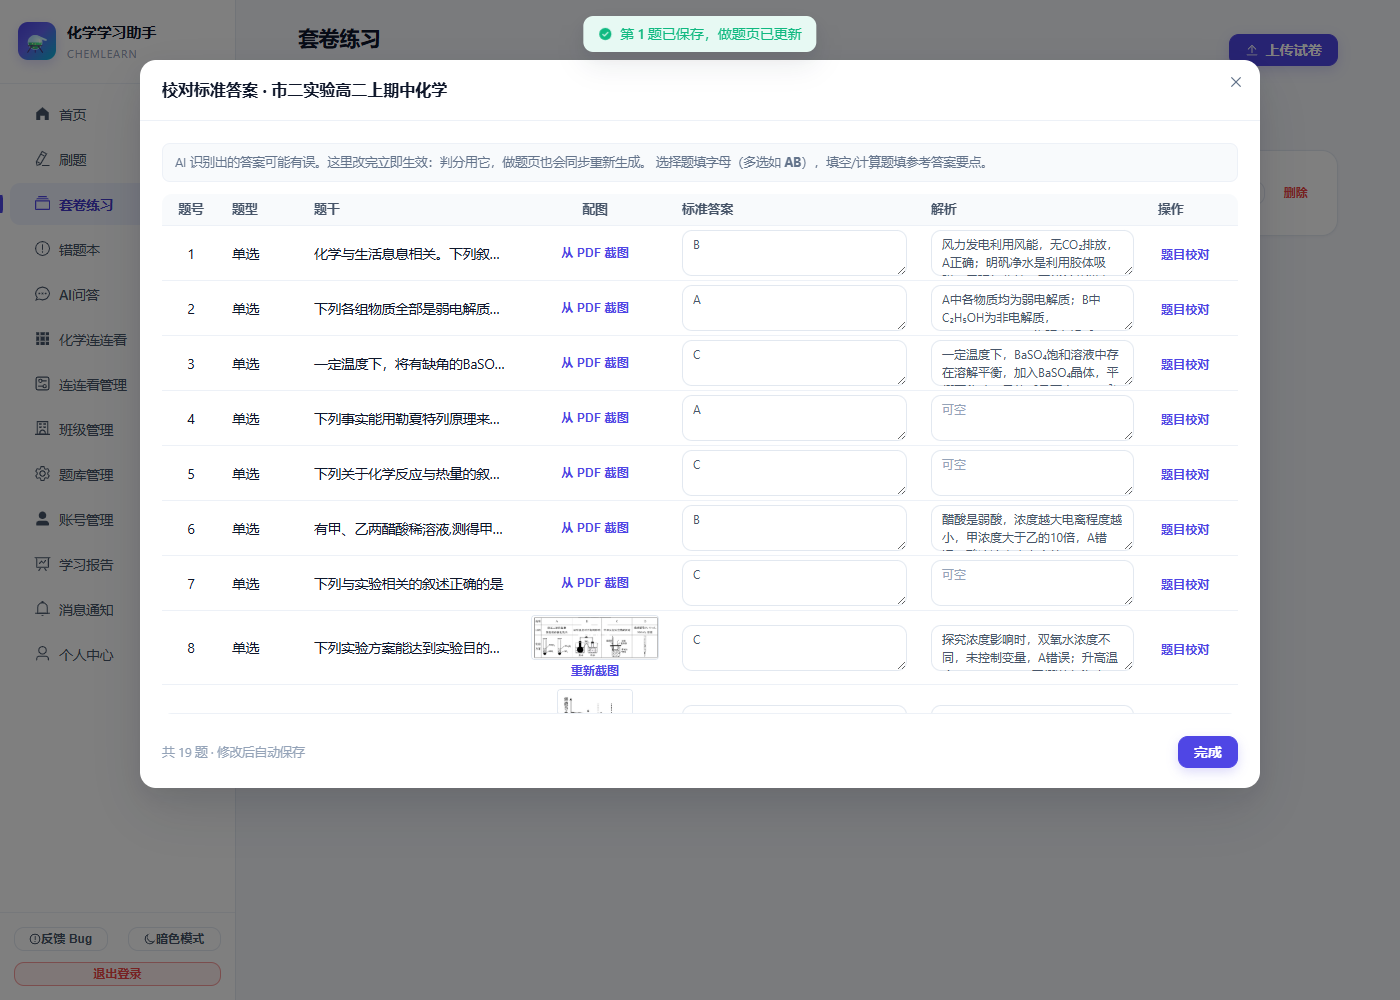 化学学习助手
CHEMLEARN
套卷练习
第 1 题已保存，做题页已更新
上传试卷
首页
刷题
套卷练习
错题本
AI问答
化学连连看
连连看管理
班级管理
题库管理
账号管理
学习报告
消息通知
个人中心
反馈 Bug
暗色模式
退出登录
删除
校对标准答案 · 市二实验高二上期中化学
AI 识别出的答案可能有误。这里改完立即生效：判分用它，做题页也会同步重新生成。 选择题填字母（多选如 AB），填空/计算题填参考答案要点。
题号 题型 题干 配图 标准答案 解析 操作
1 单选 化学与生活息息相关。下列叙... 从 PDF 截图 B 风力发电利用风能，无CO₂排放，
A正确；明矾净水是利用胶体吸
题目校对
2 单选 下列各组物质全部是弱电解质... 从 PDF 截图 A A中各物质均为弱电解质；B中
C₂H₅OH为非电解质，
题目校对
3 单选 一定温度下，将有缺角的BaSO... 从 PDF 截图 C 一定温度下，BaSO₄饱和溶液中存
在溶解平衡，加入BaSO₄晶体，平
题目校对
4 单选 下列事实能用勒夏特列原理来... 从 PDF 截图 A 可空 题目校对
5 单选 下列关于化学反应与热量的叙... 从 PDF 截图 C 可空 题目校对
6 单选 有甲、乙两醋酸稀溶液,测得甲... 从 PDF 截图 B 醋酸是弱酸，浓度越大电离程度越
小，甲浓度大于乙的10倍，A错
题目校对
7 单选 下列与实验相关的叙述正确的是 从 PDF 截图 C 可空 题目校对
8 单选 下列实验方案能达到实验目的... 重新截图 C 探究浓度影响时，双氧水浓度不
同，未控制变量，A错误；升高温
题目校对
共 19 题 · 修改后自动保存
完成